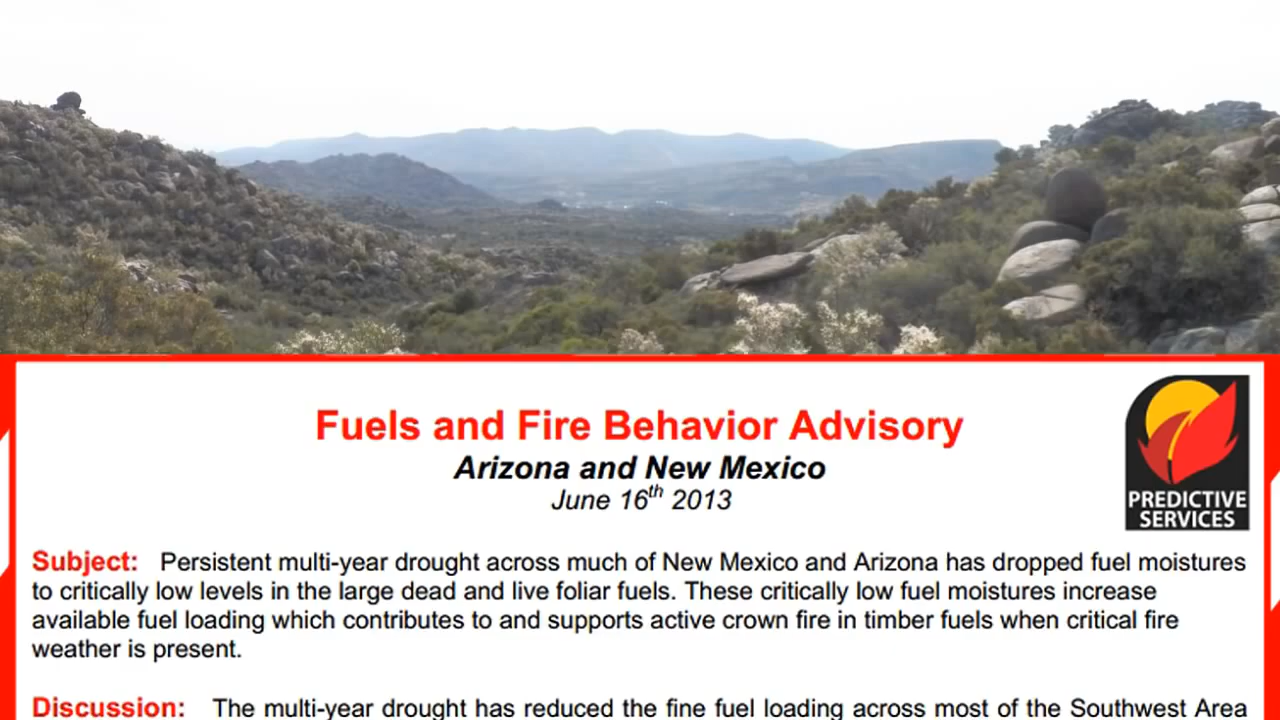 Fuels and Fire Behavior Advisory
Arizona and New Mexico
June 16th 2013
PREDICTIVE
SERVICES
Subject: Persistent multi-year drought across much of New Mexico and Arizona has dropped fuel moistures
to critically low levels in the large dead and live foliar fuels. These critically low fuel moistures increase
available fuel loading which contributes to and supports active crown fire in timber fuels when critical fire
weather is present.
Discussion: The multi-year drought has reduced the fine fuel loading across most of the Southwest Area